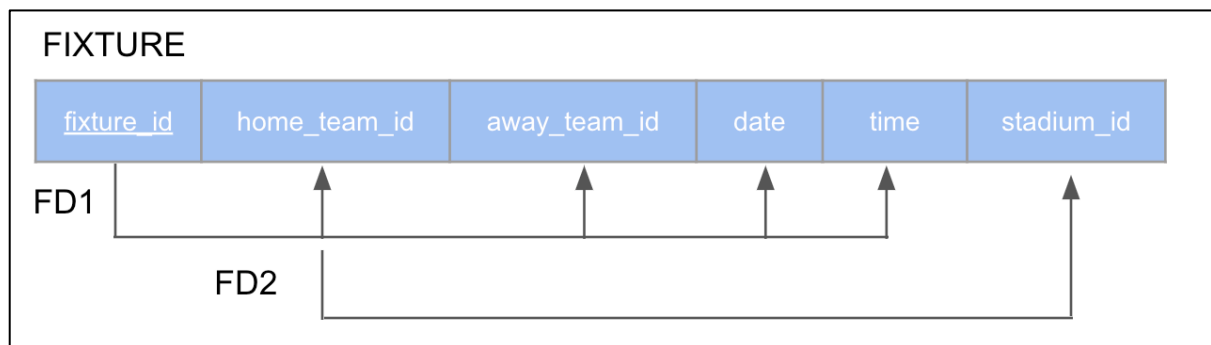 FIXTURE
fixture_id home_team_id away_team_id date time stadium_id
FD1
FD2